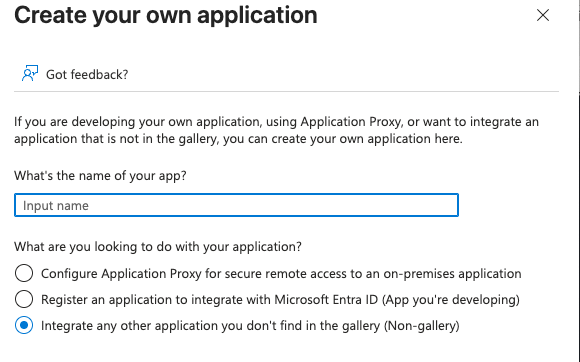 Create your own application
Got feedback?
If you are developing your own application, using Application Proxy, or want to integrate an
application that is not in the gallery, you can create your own application here.
What's the name of your app?
Input name
What are you looking to do with your application?
Configure Application Proxy for secure remote access to an on-premises application
Register an application to integrate with Microsoft Entra ID (App you're developing)
Integrate any other application you don't find in the gallery (Non-gallery)